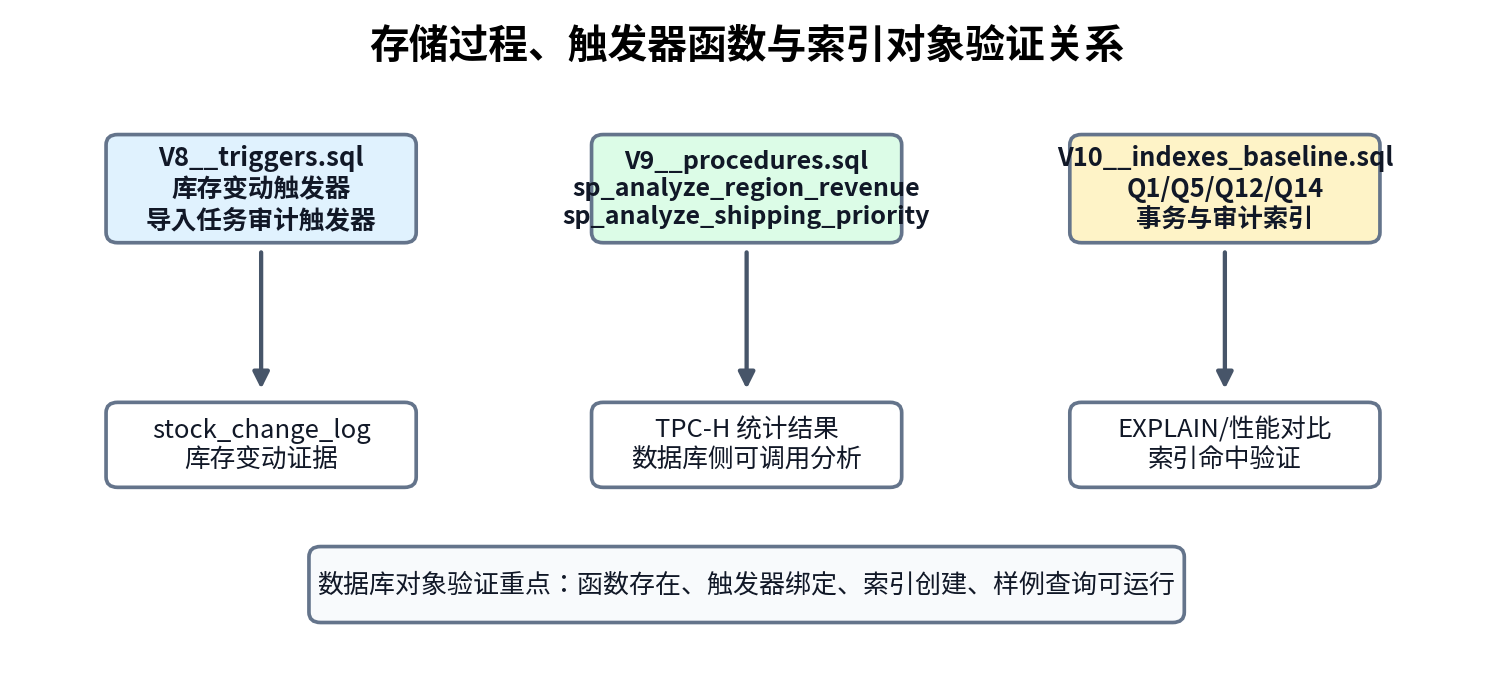 存储过程、触发器函数与索引对象验证关系
V8__triggers.sql
库存变动触发器
导入任务审计触发器
V9__procedures.sql
sp_analyze_region_revenue
sp_analyze_shipping_priority
V10__indexes_baseline.sql
Q1/Q5/Q12/Q14
事务与审计索引
stock_change_log
库存变动证据
TPC-H 统计结果
数据库侧可调用分析
EXPLAIN/性能对比
索引命中验证
数据库对象验证重点：函数存在、触发器绑定、索引创建、样例查询可运行